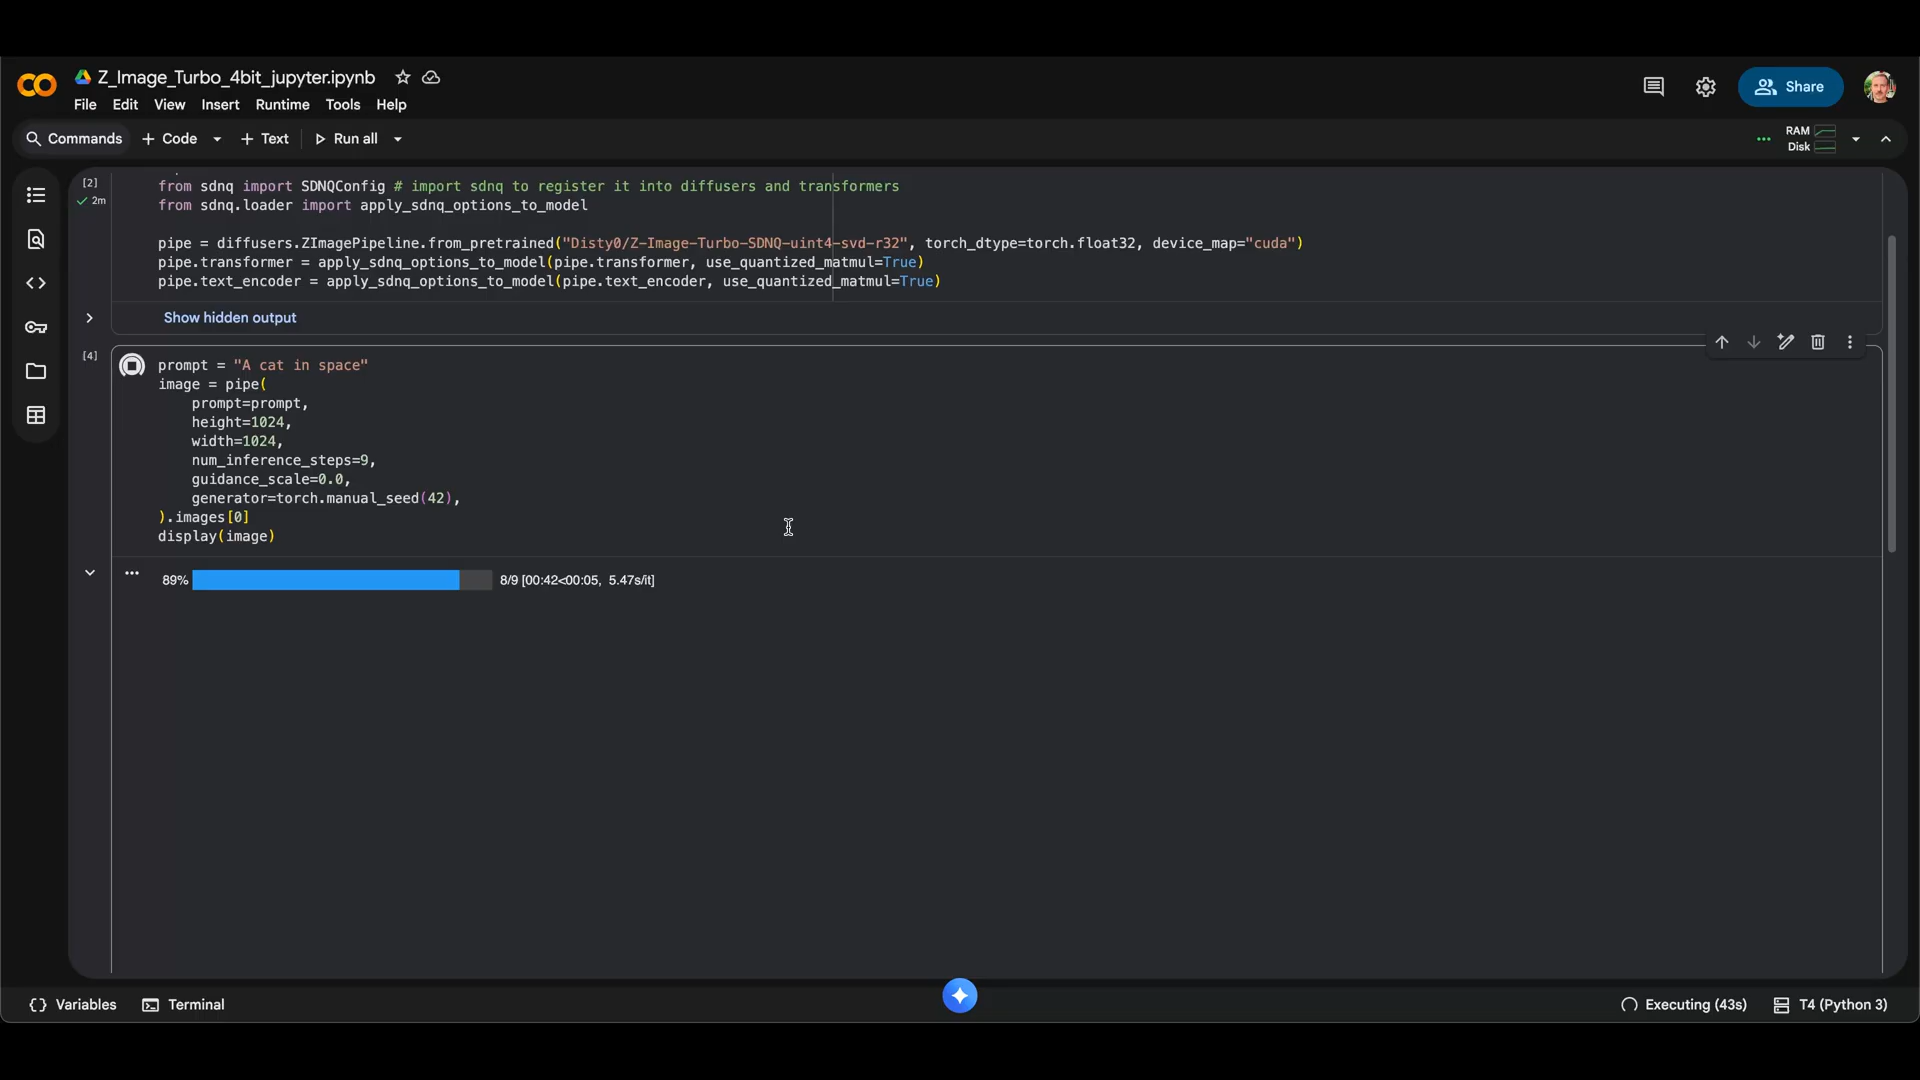 Z_Image_Turbo_4bit_jupyter.ipynb
File Edit View Insert Runtime Tools Help
Share
Commands + Code + Text Run all
RAM
Disk
[2]
2m
from sdnq import SDNQConfig # import sdnq to register it into diffusers and transformers
from sdnq.loader import apply_sdnq_options_to_model
pipe = diffusers.ZImagePipeline.from_pretrained("Disty0/Z-Image-Turbo-SDNQ-uint4-svd-r32", torch_dtype=torch.float32, device_map="cuda")
pipe.transformer = apply_sdnq_options_to_model(pipe.transformer, use_quantized_matmul=True)
pipe.text_encoder = apply_sdnq_options_to_model(pipe.text_encoder, use_quantized_matmul=True)
Show hidden output
[4]
prompt = "A cat in space"
image = pipe(
prompt=prompt,
height=1024,
width=1024,
num_inference_steps=9,
guidance_scale=0.0,
generator=torch.manual_seed(42),
).images[0]
display(image)
89% 8/9 [00:42<00:05, 5.47s/it]
Variables Terminal
Executing (43s) T4 (Python 3)